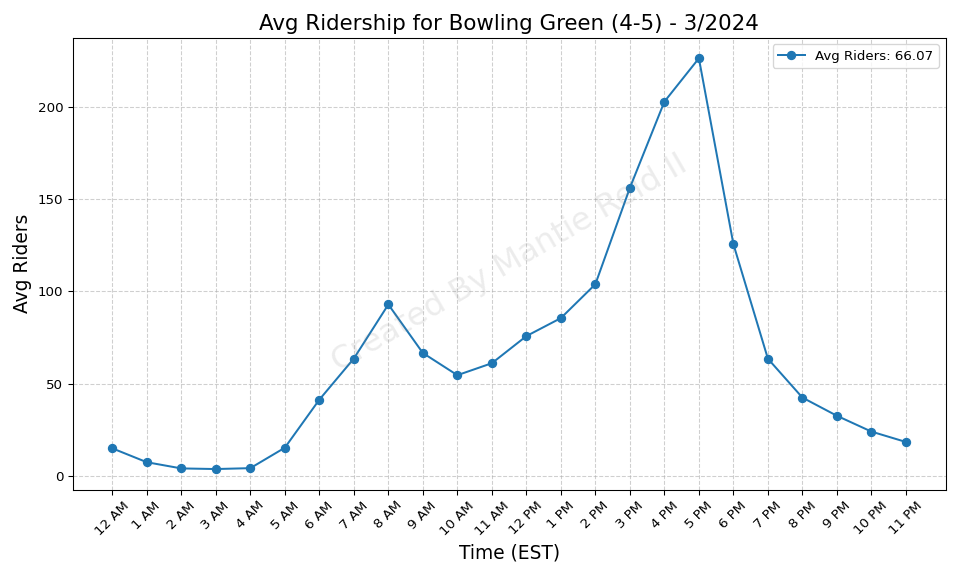 Avg Ridership for Bowling Green (4-5) - 3/2024
Avg Riders: 66.07
200
150
100
50
0
Avg Riders
Created By Mantie Reid II
12 AM
1 AM
2 AM
3 AM
4 AM
5 AM
6 AM
7 AM
8 AM
9 AM
10 AM
11 AM
12 PM
1 PM
2 PM
3 PM
4 PM
5 PM
6 PM
7 PM
8 PM
9 PM
10 PM
11 PM
Time (EST)